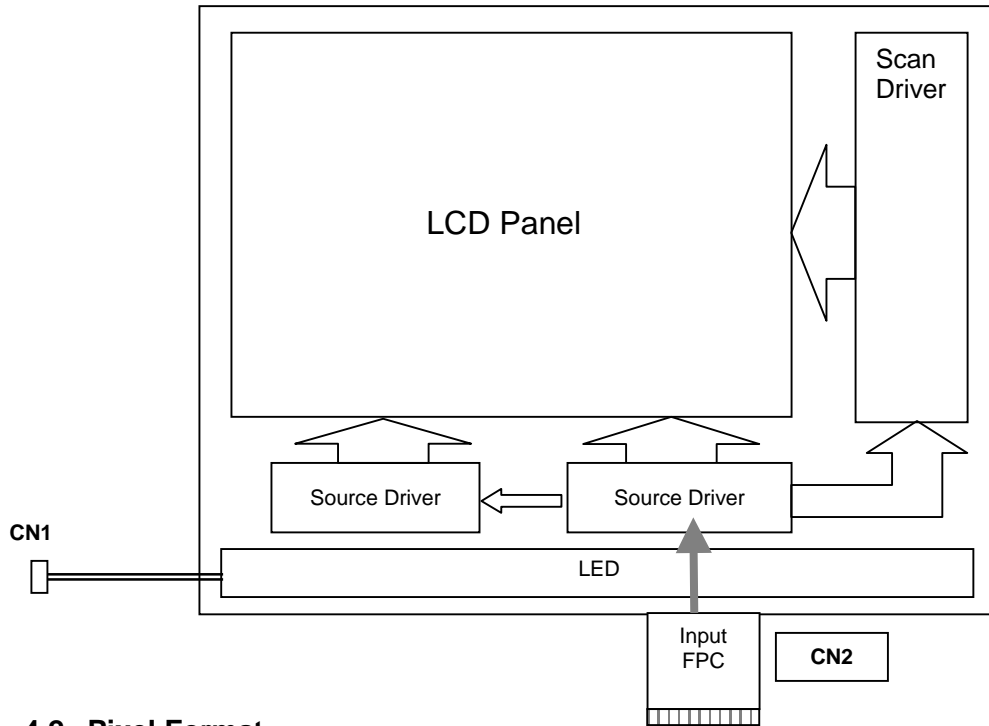 Scan
Driver
LCD Panel
Source Driver
Source Driver
CN1
LED
Input
FPC
CN2
4.2 Pixel Format